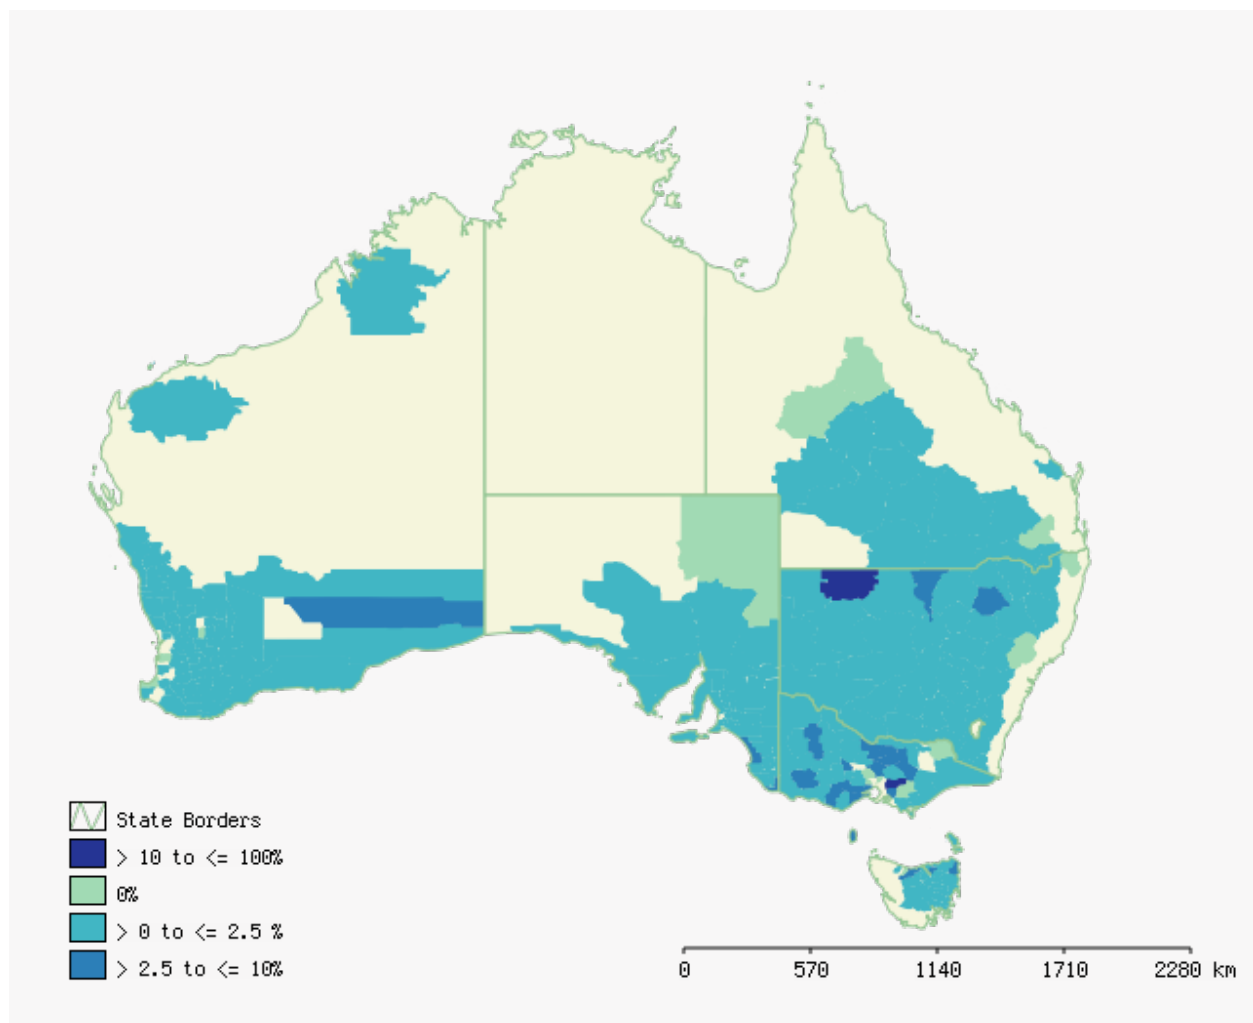 State Borders
> 10 to <= 100%
0%
> 0 to <= 2.5 %
> 2.5 to <= 10%
0 570 1140 1710 2280 km